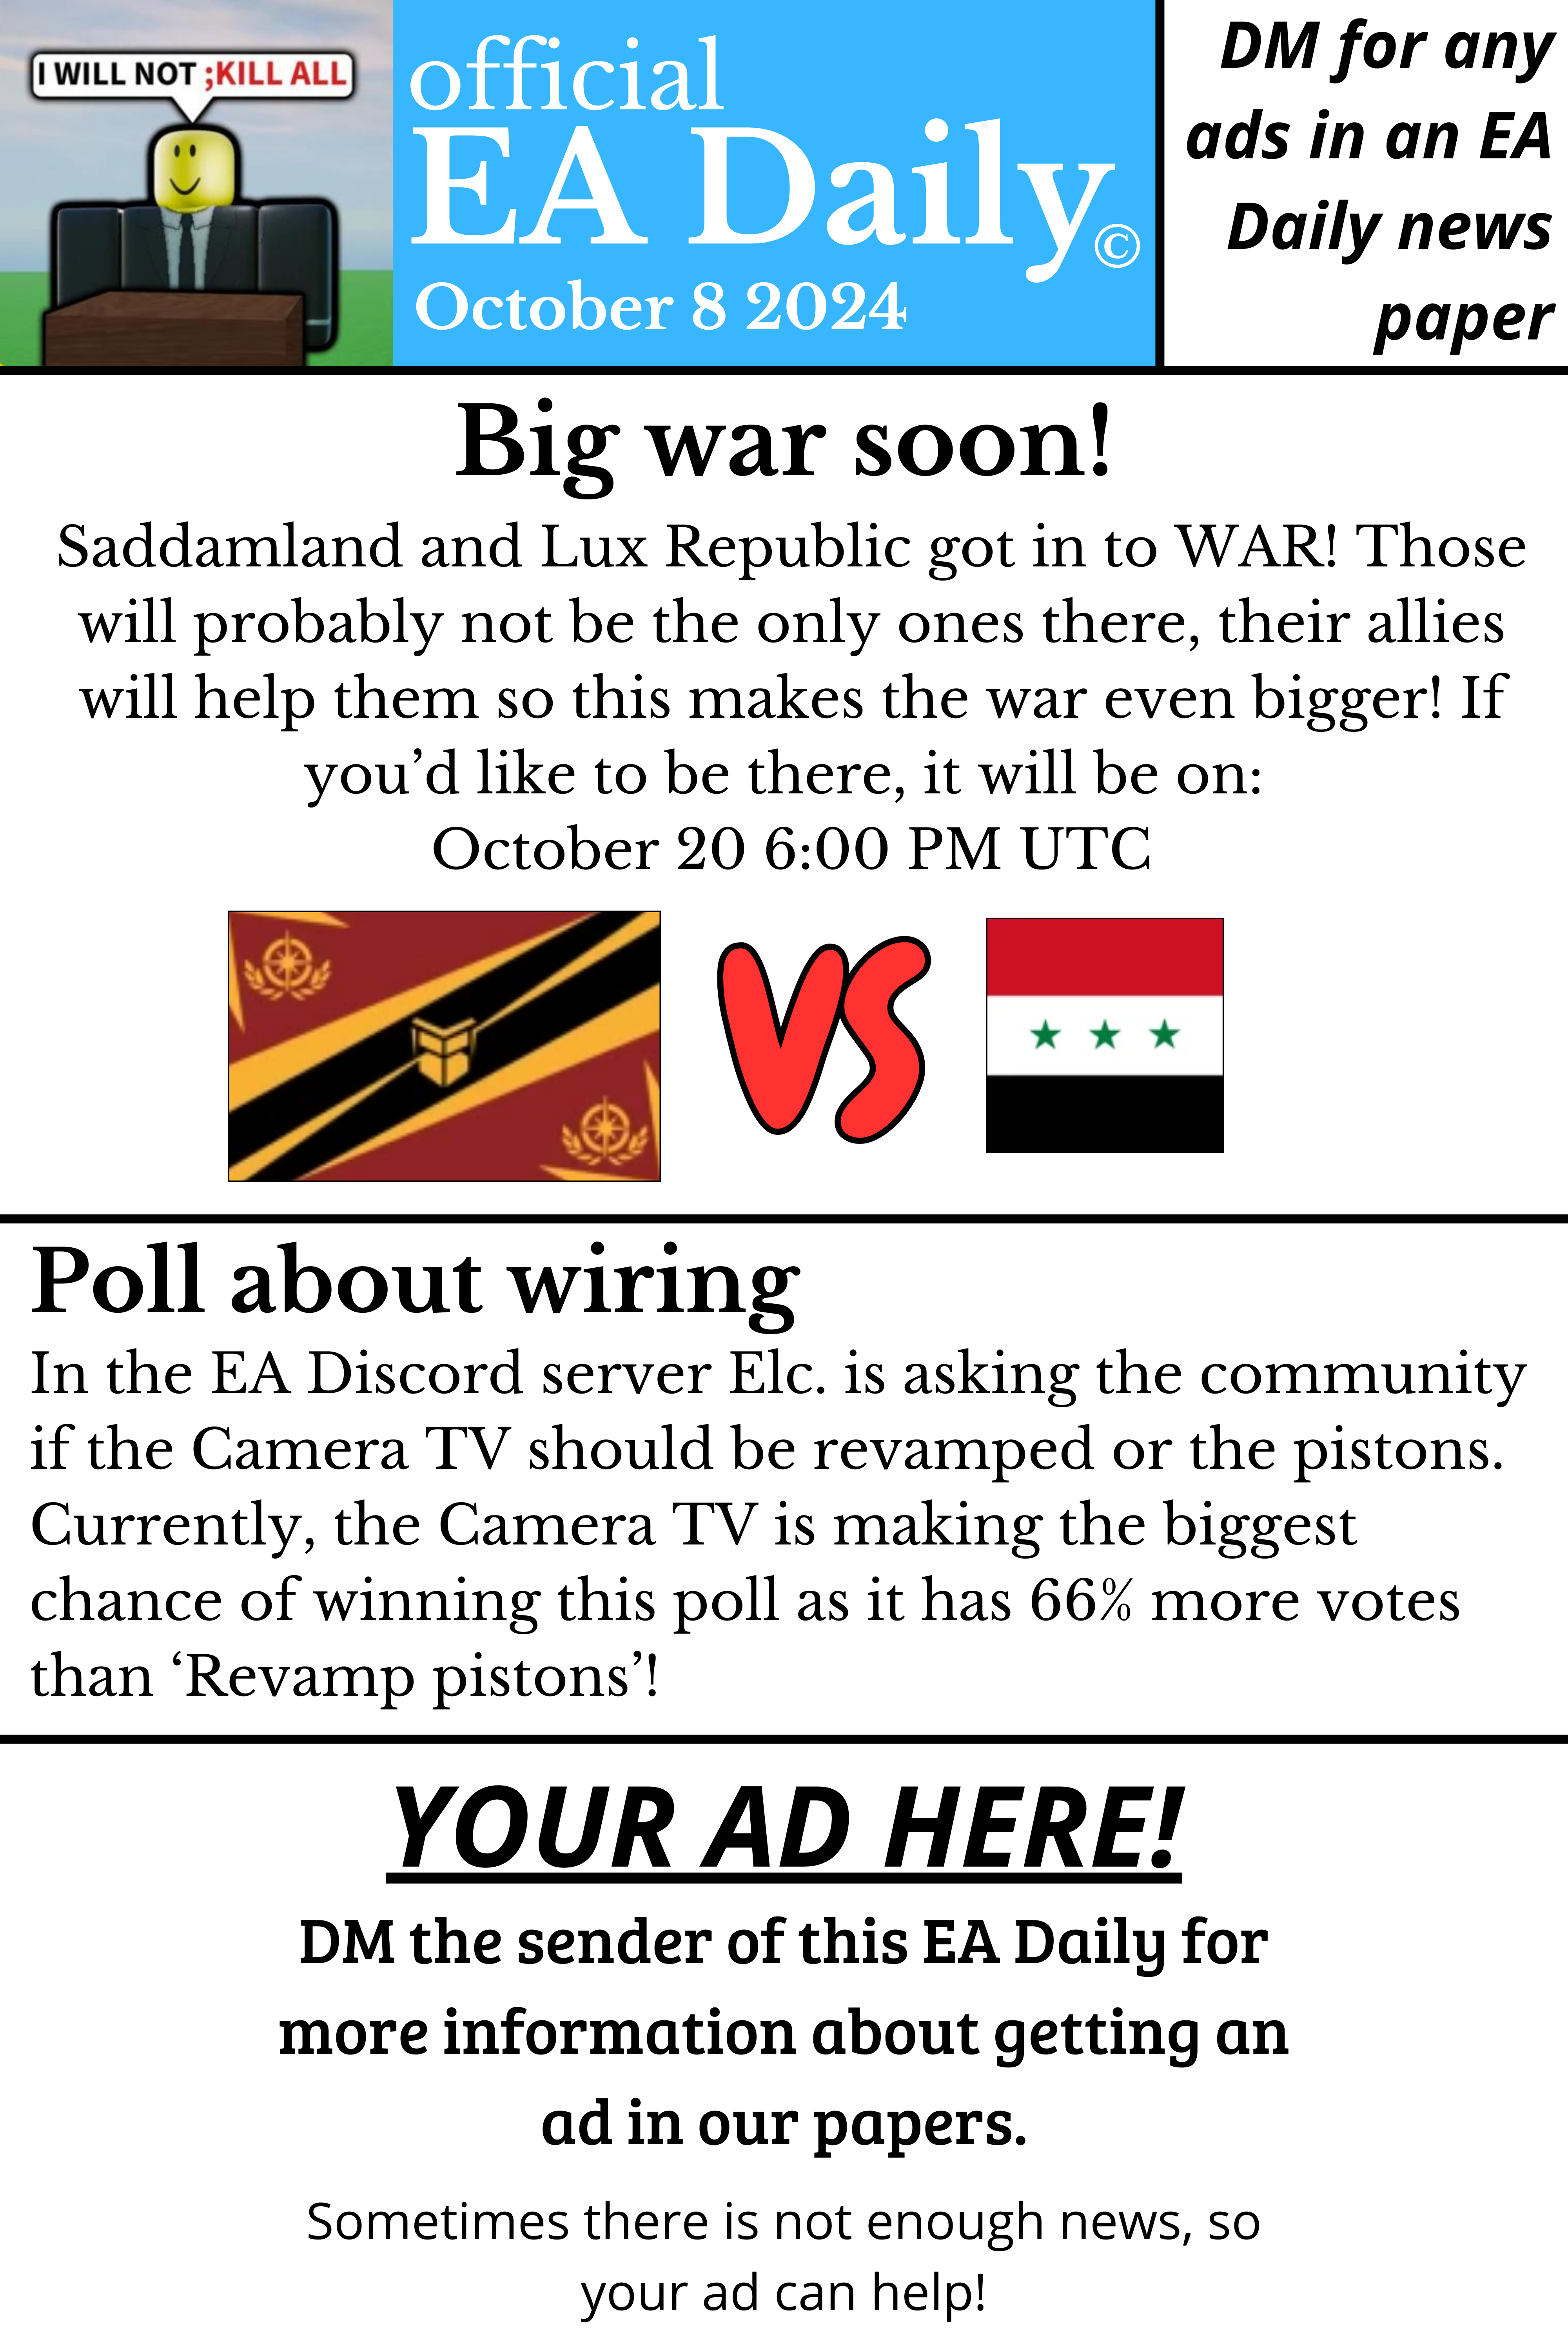 I WILL NOT ;KILL ALL
official
EA Daily©
October 8 2024
DM for any
ads in an EA
Daily news
paper
Big war soon!
Saddamland and Lux Republic got in to WAR! Those
will probably not be the only ones there, their allies
will help them so this makes the war even bigger! If
you’d like to be there, it will be on:
October 20 6:00 PM UTC
VS
Poll about wiring
In the EA Discord server Elc. is asking the community
if the Camera TV should be revamped or the pistons.
Currently, the Camera TV is making the biggest
chance of winning this poll as it has 66% more votes
than ‘Revamp pistons’!
YOUR AD HERE!
DM the sender of this EA Daily for
more information about getting an
ad in our papers.
Sometimes there is not enough news, so
your ad can help!